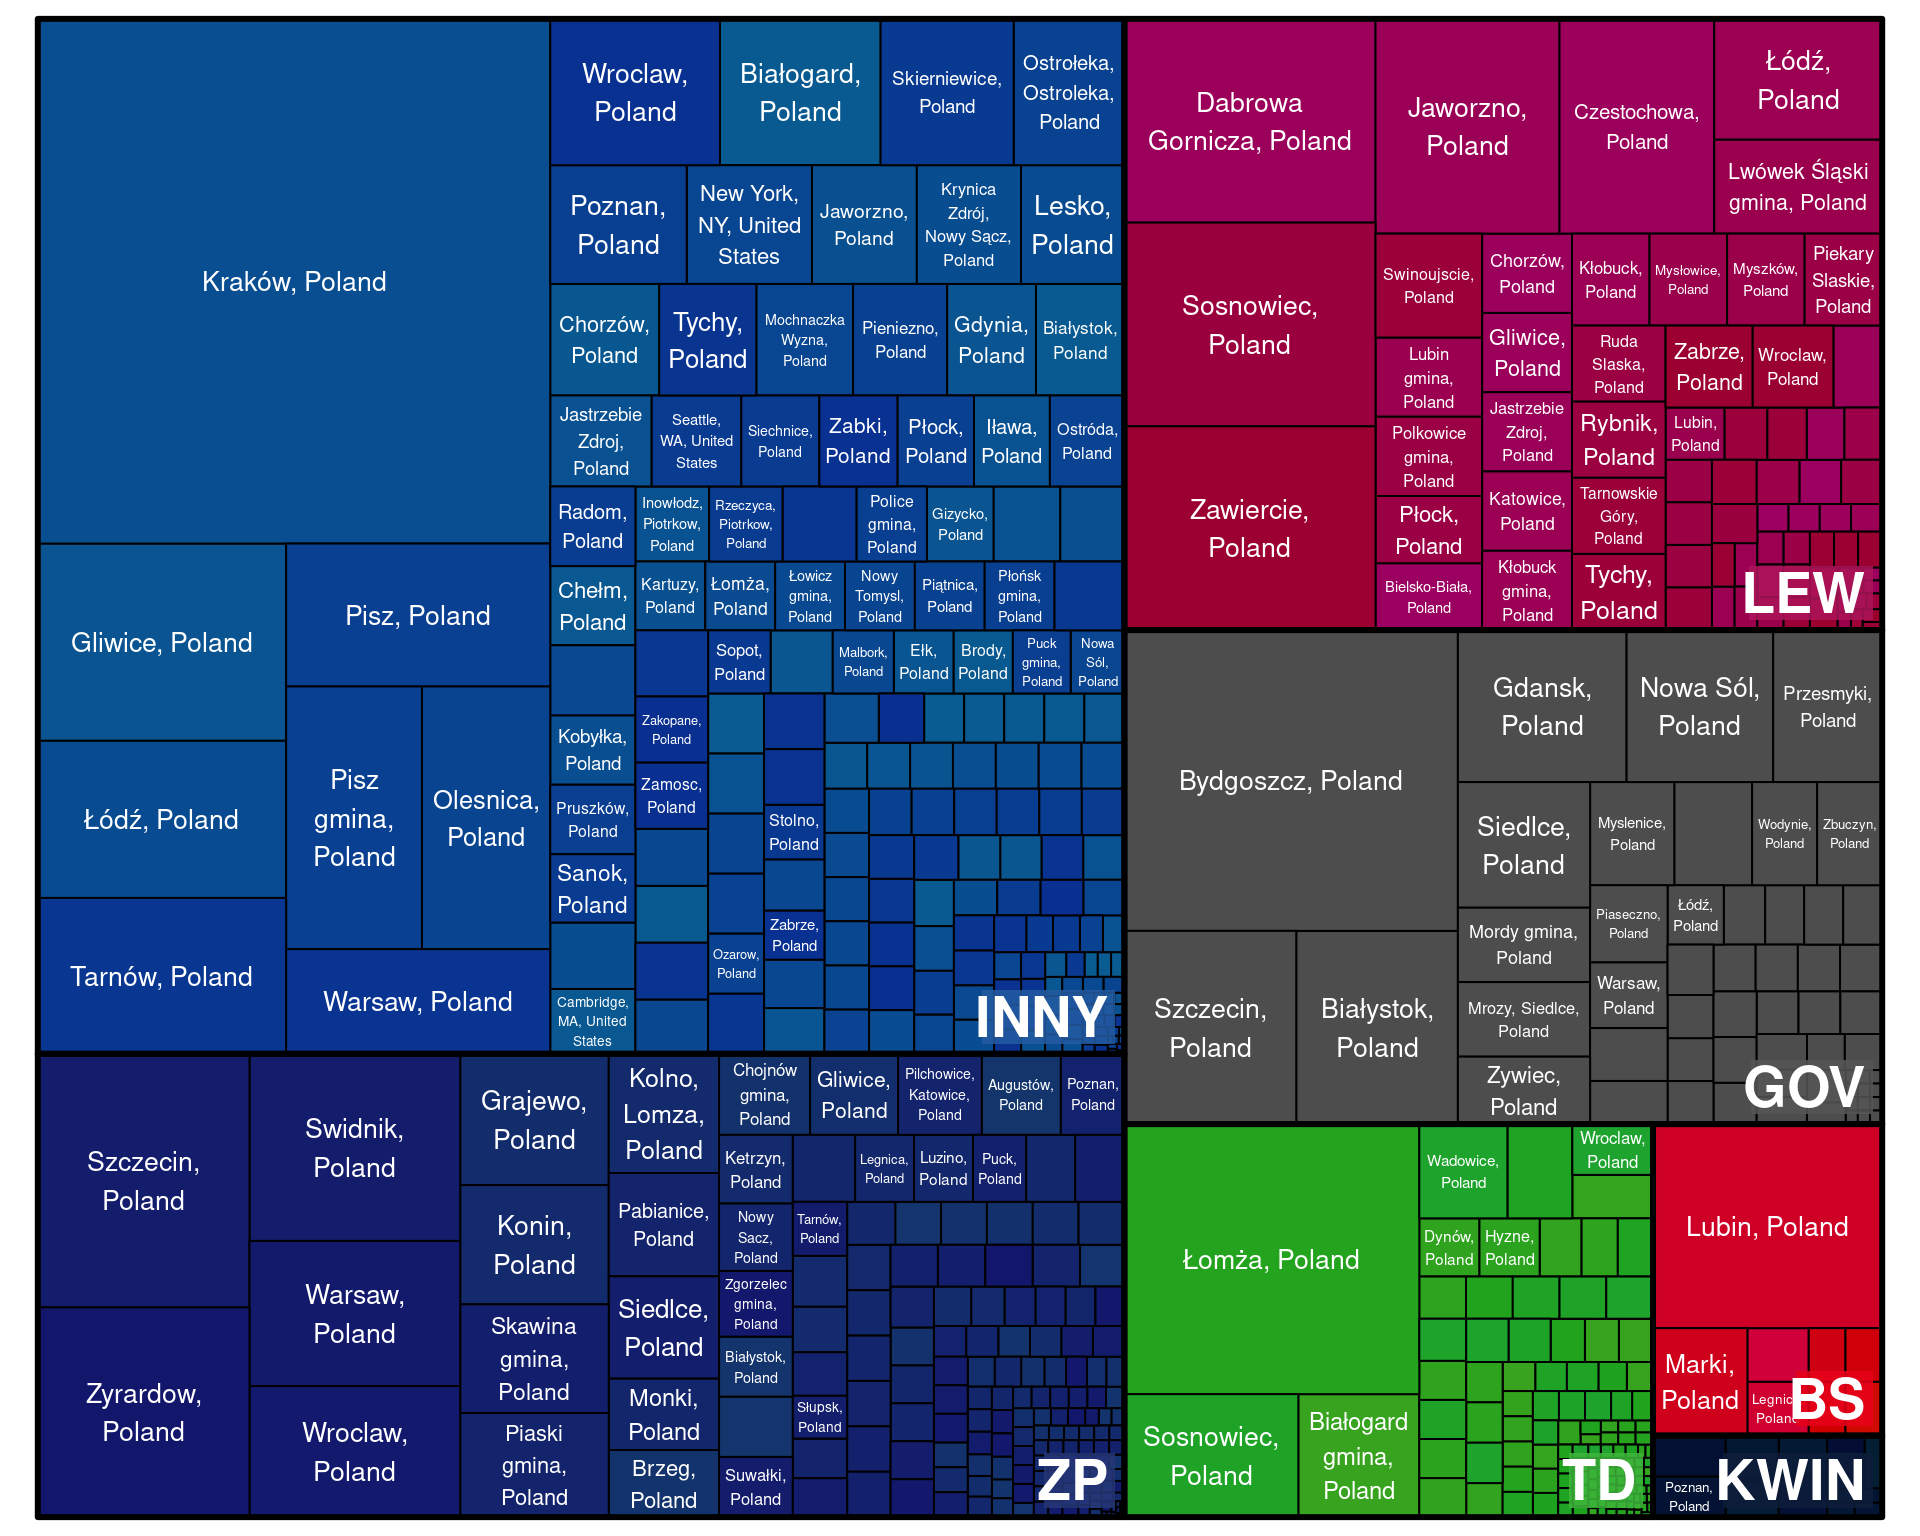 Kraków, Poland
Gliwice, Poland
Łódź, Poland
Tarnów, Poland
Pisz, Poland
Pisz
gmina,
Poland
Olesnica,
Poland
Warsaw, Poland
Wroclaw,
Poland
Białogard,
Poland
Skierniewice,
Poland
Ostrołeka,
Ostroleka,
Poland
Poznan,
Poland
New York,
NY, United
States
Jaworzno,
Poland
Krynica
Zdrój,
Nowy Sącz,
Poland
Lesko,
Poland
Chorzów,
Poland
Tychy,
Poland
Mochnaczka
Wyzna,
Poland
Pieniezno,
Poland
Gdynia,
Poland
Białystok,
Poland
Jastrzebie
Zdroj,
Poland
Seattle,
WA, United
States
Siechnice,
Poland
Zabki,
Poland
Płock,
Poland
Iława,
Poland
Ostróda,
Poland
Radom,
Poland
Inowłodz,
Piotrkow,
Poland
Rzeczyca,
Piotrkow,
Poland
Police
gmina,
Poland
Gizycko,
Poland
Chełm,
Poland
Kartuzy,
Poland
Łomża,
Poland
Łowicz
gmina,
Poland
Nowy
Tomysl,
Poland
Piątnica,
Poland
Płońsk
gmina,
Poland
Sopot,
Poland
Malbork,
Poland
Ełk,
Poland
Brody,
Poland
Puck
gmina,
Poland
Nowa
Sól,
Poland
Kobyłka,
Poland
Zakopane,
Poland
Zamosc,
Poland
Pruszków,
Poland
Stolno,
Poland
Sanok,
Poland
Zabrze,
Poland
Ozarow,
Poland
Cambridge,
MA, United
States
INNY
Dabrowa
Gornicza, Poland
Sosnowiec,
Poland
Zawiercie,
Poland
Jaworzno,
Poland
Czestochowa,
Poland
Łódź,
Poland
Lwówek Śląski
gmina, Poland
Swinoujscie,
Poland
Chorzów,
Poland
Kłobuck,
Poland
Mysłowice,
Poland
Myszków,
Poland
Piekary
Slaskie,
Poland
Lubin
gmina,
Poland
Gliwice,
Poland
Ruda
Slaska,
Poland
Zabrze,
Poland
Wroclaw,
Poland
Polkowice
gmina,
Poland
Jastrzebie
Zdroj,
Poland
Rybnik,
Poland
Lubin,
Poland
Płock,
Poland
Katowice,
Poland
Tarnowskie
Góry,
Poland
Bielsko-Biała,
Poland
Kłobuck
gmina,
Poland
Tychy,
Poland
LEW
Bydgoszcz, Poland
Szczecin,
Poland
Białystok,
Poland
Gdansk,
Poland
Nowa Sól,
Poland
Przesmyki,
Poland
Siedlce,
Poland
Myslenice,
Poland
Wodynie,
Poland
Zbuczyn,
Poland
Mordy gmina,
Poland
Piaseczno,
Poland
Łódź,
Poland
Mrozy, Siedlce,
Poland
Warsaw,
Poland
Zywiec,
Poland
GOV
Szczecin,
Poland
Zyrardow,
Poland
Swidnik,
Poland
Warsaw,
Poland
Wroclaw,
Poland
Grajewo,
Poland
Konin,
Poland
Skawina
gmina,
Poland
Piaski
gmina,
Poland
Kolno,
Lomza,
Poland
Pabianice,
Poland
Siedlce,
Poland
Monki,
Poland
Brzeg,
Poland
Chojnów
gmina,
Poland
Gliwice,
Poland
Pilchowice,
Katowice,
Poland
Augustów,
Poland
Poznan,
Poland
Ketrzyn,
Poland
Legnica,
Poland
Luzino,
Poland
Puck,
Poland
Nowy
Sacz,
Poland
Tarnów,
Poland
Zgorzelec
gmina,
Poland
Białystok,
Poland
Słupsk,
Poland
Suwałki,
Poland
ZP
Łomża, Poland
Sosnowiec,
Poland
Białogard
gmina,
Poland
Wadowice,
Poland
Wroclaw,
Poland
Dynów,
Poland
Hyzne,
Poland
TD
Lubin, Poland
Marki,
Poland
Legnic
Poland
BS
Poznan,
Poland
KWIN